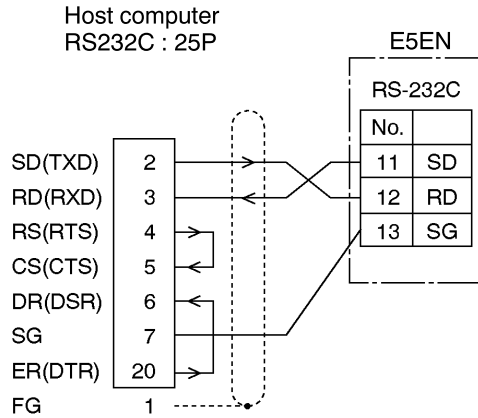 Host computer
RS232C : 25P
E5EN
RS-232C
No.
SD(TXD) 2
11 SD
RD(RXD) 3
12 RD
RS(RTS) 4
13 SG
CS(CTS) 5
DR(DSR) 6
SG 7
ER(DTR) 20
FG 1